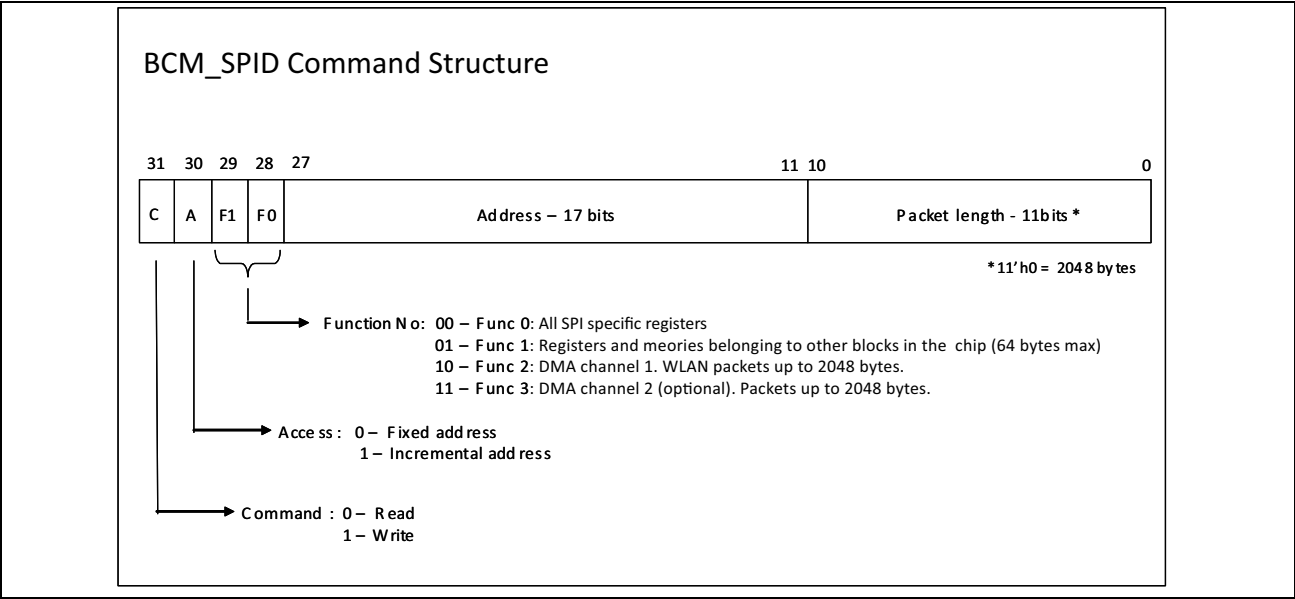 BCM_SPID Command Structure
31 30 29 28 27 11 10 0
C A F1 F0 Address – 17 bits Packet length - 11bits *
*11'h0 = 2048 bytes
Function No: 00 – Func 0: All SPI specific registers
01 – Func 1: Registers and meories belonging to other blocks in the chip (64 bytes max)
10 – Func 2: DMA channel 1. WLAN packets up to 2048 bytes.
11 – Func 3: DMA channel 2 (optional). Packets up to 2048 bytes.
Access: 0 – Fixed address
1 – Incremental address
Command : 0 – Read
1 – Write